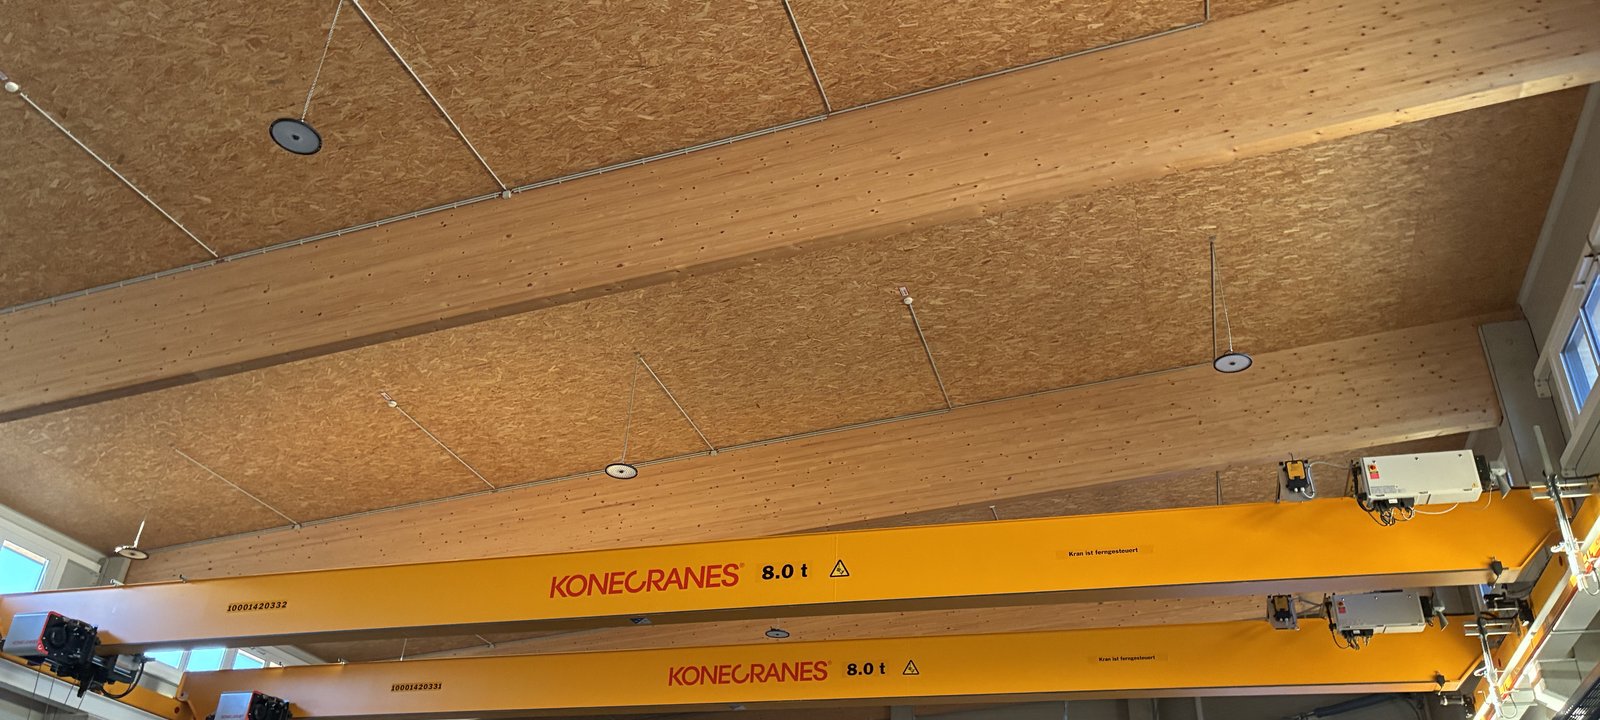 KONECRANES® 8.0 t
Kran ist ferngesteuert
10001420332
KONECRANES® 8.0 t
Kran ist ferngesteuert
10001420331